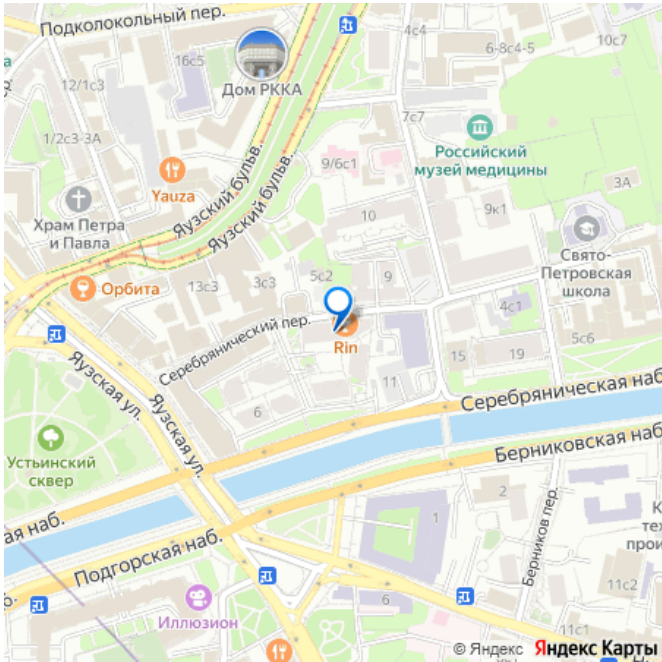 Подколокольный пер.
4с4
6-8с4-5
10с7
12/1с3
16с5
Дом РККА
7с7
1/2с3-3А
Yauza
9/6с1
Российский
музей медицины
3А
Храм Петра
и Павла
Яузский бульв.
Яузский бульв.
10
9к1
Свято-
Петровская
школа
Орбита
13с3
3с3
5с2
9
4с1
Серебрянический пер.
Rin
15
19
5с6
11
6
Яузская ул.
Яузская ул.
Серебряническая наб
Устьинский
сквер
Берниковская наб
ая наб.
Подгорская наб.
1
2
Берников пер.
К
тех
прои
11с2
б.
Иллюзион
6
© Яндекс Яндекс Карты